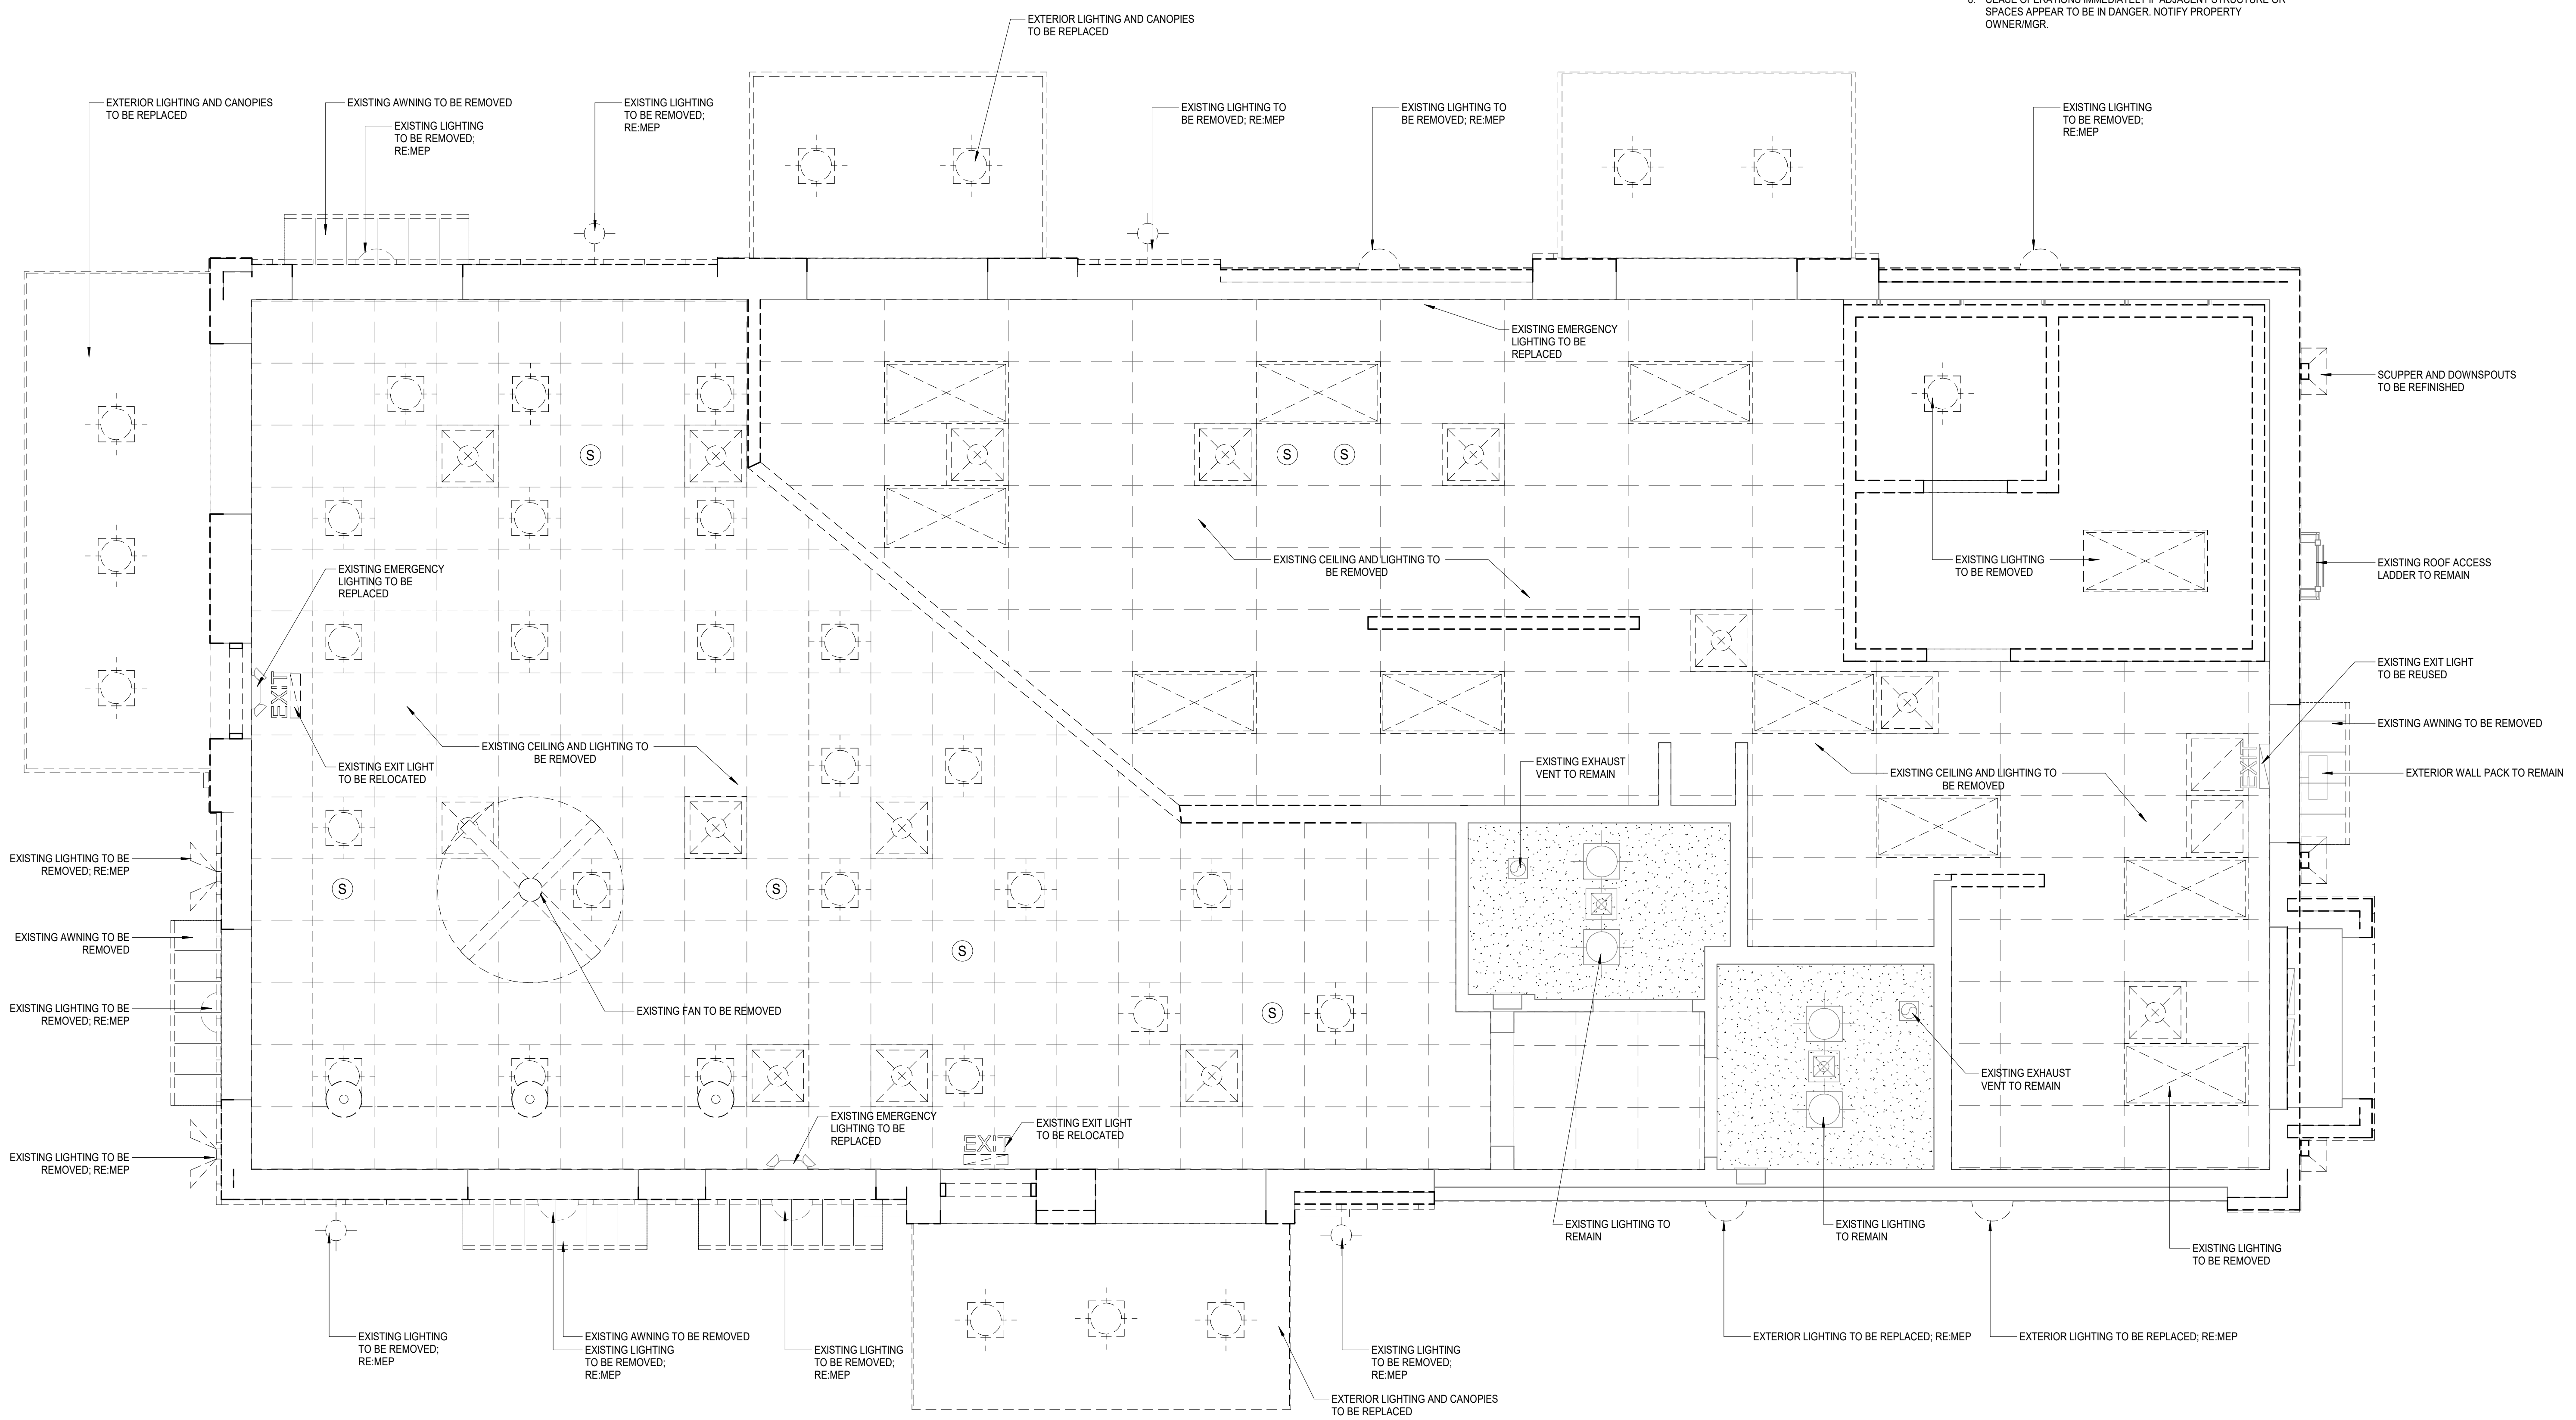 6. CEASE OPERATIONS IMMEDIATELY IF ADJACENT STRUCTURE OR
SPACES APPEAR TO BE IN DANGER. NOTIFY PROPERTY
OWNER/MGR.
EXTERIOR LIGHTING AND CANOPIES
TO BE REPLACED
EXTERIOR LIGHTING AND CANOPIES
TO BE REPLACED
EXISTING AWNING TO BE REMOVED
EXISTING LIGHTING
TO BE REMOVED;
RE:MEP
EXISTING LIGHTING
TO BE REMOVED;
RE:MEP
EXISTING LIGHTING TO
BE REMOVED; RE:MEP
EXISTING LIGHTING TO
BE REMOVED; RE:MEP
EXISTING LIGHTING
TO BE REMOVED;
RE:MEP
EXISTING EMERGENCY
LIGHTING TO BE
REPLACED
SCUPPER AND DOWNSPOUTS
TO BE REFINISHED
S
S
S
EXISTING CEILING AND LIGHTING TO
BE REMOVED
EXISTING LIGHTING
TO BE REMOVED
EXISTING ROOF ACCESS
LADDER TO REMAIN
EXISTING EMERGENCY
LIGHTING TO BE
REPLACED
EXIT
EXISTING EXIT LIGHT
TO BE REUSED
EXISTING AWNING TO BE REMOVED
EXISTING CEILING AND LIGHTING TO
BE REMOVED
EXISTING EXIT LIGHT
TO BE RELOCATED
EXISTING EXHAUST
VENT TO REMAIN
EXISTING CEILING AND LIGHTING TO
BE REMOVED
EXIT
EXTERIOR WALL PACK TO REMAIN
EXISTING LIGHTING TO BE
REMOVED; RE:MEP
S
S
EXISTING AWNING TO BE
REMOVED
S
EXISTING LIGHTING TO BE
REMOVED; RE:MEP
EXISTING FAN TO BE REMOVED
S
EXISTING EXHAUST
VENT TO REMAIN
EXISTING EMERGENCY
LIGHTING TO BE
REPLACED
EXIT
EXISTING EXIT LIGHT
TO BE RELOCATED
EXISTING LIGHTING TO BE
REMOVED; RE:MEP
EXISTING LIGHTING TO
REMAIN
EXISTING LIGHTING
TO REMAIN
EXISTING LIGHTING
TO BE REMOVED
EXISTING LIGHTING
TO BE REMOVED;
RE:MEP
EXISTING AWNING TO BE REMOVED
EXISTING LIGHTING
TO BE REMOVED;
RE:MEP
EXISTING LIGHTING
TO BE REMOVED;
RE:MEP
EXISTING LIGHTING
TO BE REMOVED;
RE:MEP
EXTERIOR LIGHTING TO BE REPLACED; RE:MEP
EXTERIOR LIGHTING TO BE REPLACED; RE:MEP
EXTERIOR LIGHTING AND CANOPIES
TO BE REPLACED